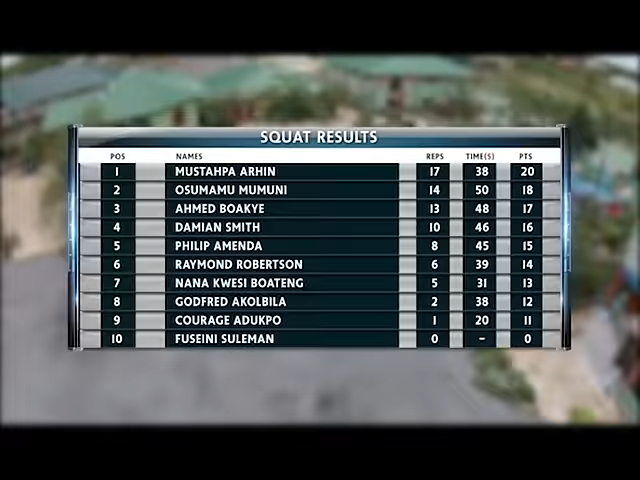 SQUAT RESULTS
POS NAMES REPS TIME(S) PTS
1 MUSTAHPA ARHIN 17 38 20
2 OSUMAMU MUMUNI 14 50 18
3 AHMED BOAKYE 13 48 17
4 DAMIAN SMITH 10 46 16
5 PHILIP AMENDA 8 45 15
6 RAYMOND ROBERTSON 6 39 14
7 NANA KWESI BOATENG 5 31 13
8 GODFRED AKOLBILA 2 38 12
9 COURAGE ADUKPO 1 20 11
10 FUSEINI SULEMAN 0 - 0